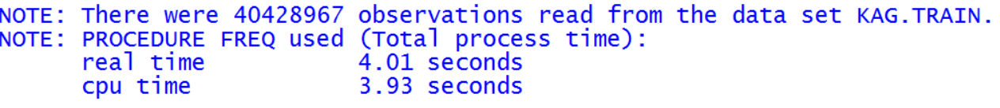 NOTE: There were 40428967 observations read from the data set KAG.TRAIN.
NOTE: PROCEDURE FREQ used (Total process time):
      real time           4.01 seconds
      cpu time            3.93 seconds